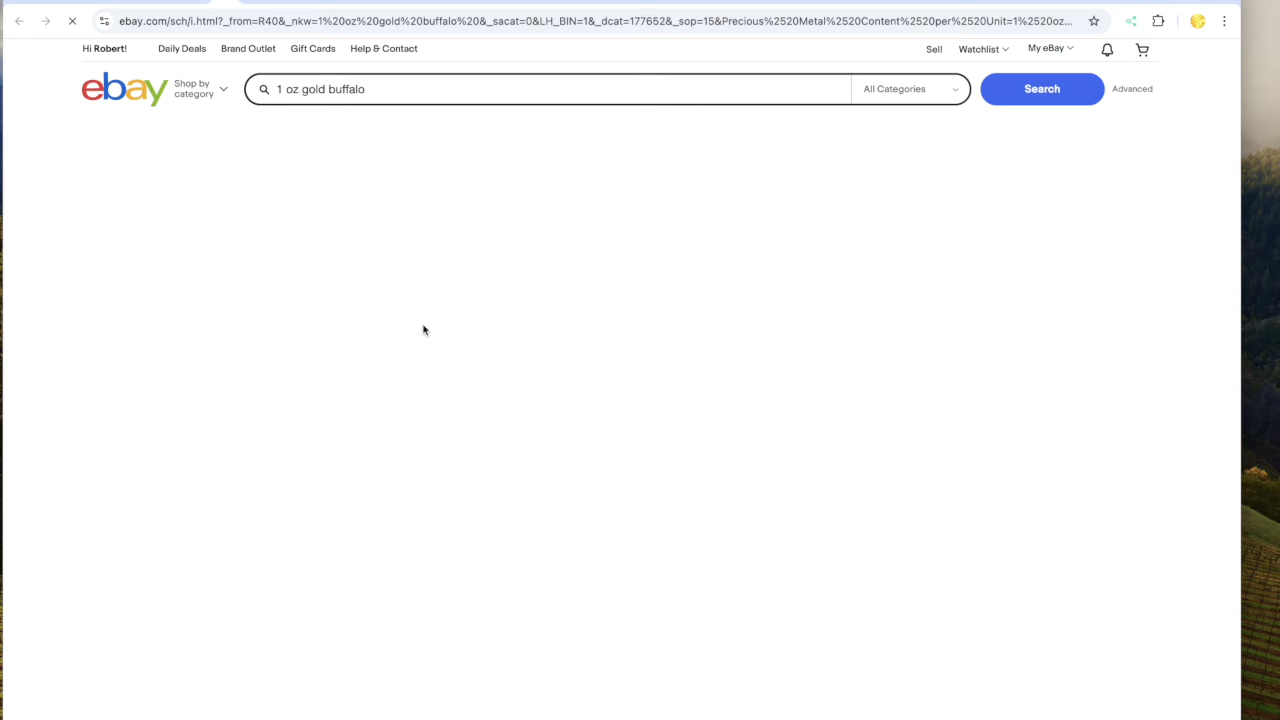 ebay.com/sch/i.html?_from=R40&_nkw=1%20oz%20gold%20buffalo%20&_sacat=0&LH_BIN=1&_dcat=177652&_sop=15&Precious%2520Metal%2520Content%2520per%2520Unit=1%2520oz...
Hi Robert! Daily Deals Brand Outlet Gift Cards Help & Contact Sell Watchlist My eBay
ebay Shop by category 1 oz gold buffalo All Categories Search Advanced